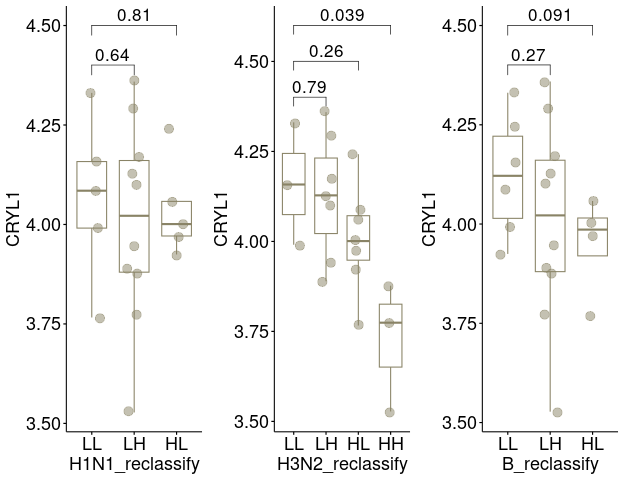 0.81
0.64
4.50
4.25
4.00
3.75
3.50
CRYL1
LL LH HL
H1N1_reclassify
0.039
0.26
0.79
4.50
4.25
4.00
3.75
3.50
CRYL1
LL LH HL HH
H3N2_reclassify
0.091
0.27
4.50
4.25
4.00
3.75
3.50
CRYL1
LL LH HL
B_reclassify